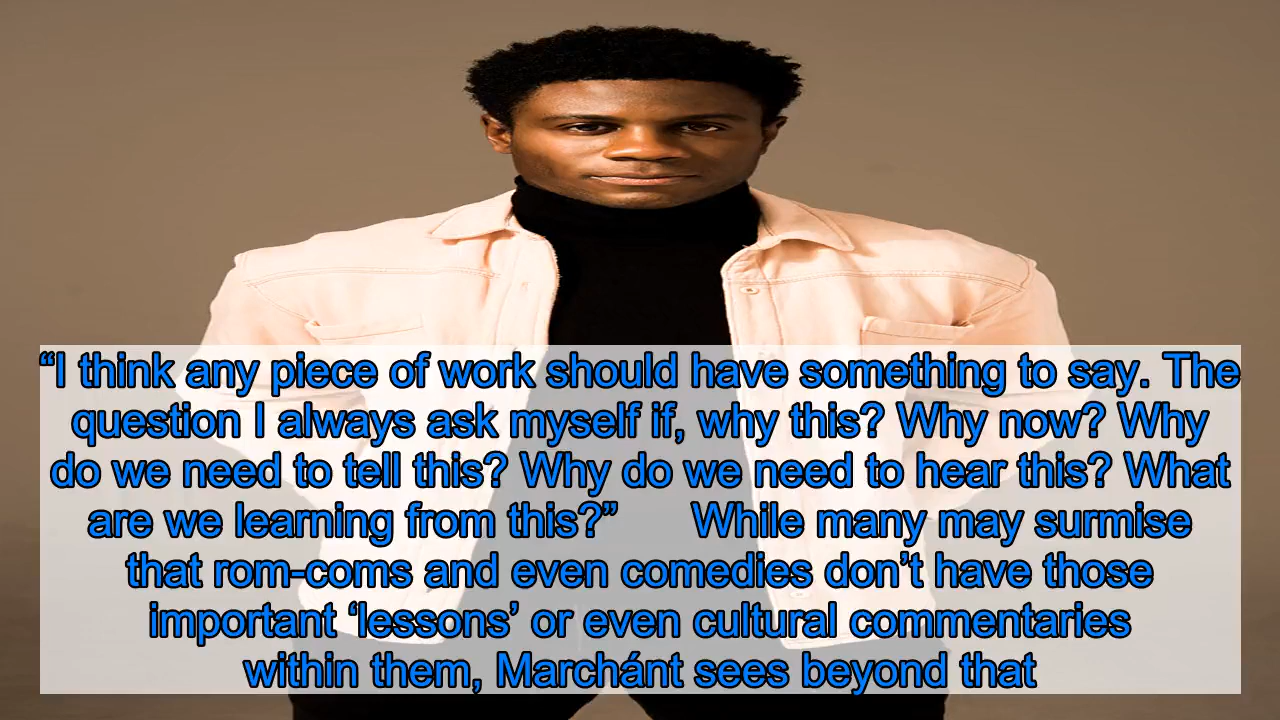 “I think any piece of work should have something to say. The
question I always ask myself if, why this? Why now? Why
do we need to tell this? Why do we need to hear this? What
are we learning from this?” While many may surmise
that rom-coms and even comedies don’t have those
important ‘lessons’ or even cultural commentaries
within them, Marchánt sees beyond that